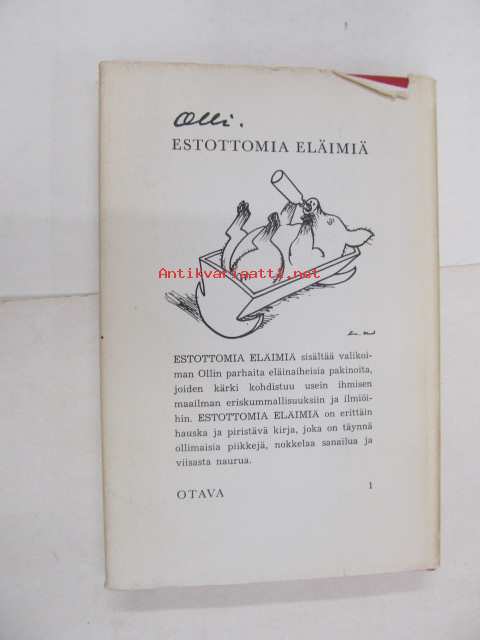 Olli.
ESTOTTOMIA ELÄIMIÄ
Antikvariaatti.net
ESTOTTOMIA ELÄIMIÄ sisältää valikoi-
man Ollin parhaita eläinaiheisia pakinoita,
joiden kärki kohdistuu usein ihmisen
maailman eriskummallisuuksiin ja ilmiöi-
hin. ESTOTTOMIA ELÄIMIÄ on erittäin
hauska ja piristävä kirja, joka on täynnä
ollimaisia piikkejä, nokkelaa sanailua ja
viisasta naurua.
OTAVA 1